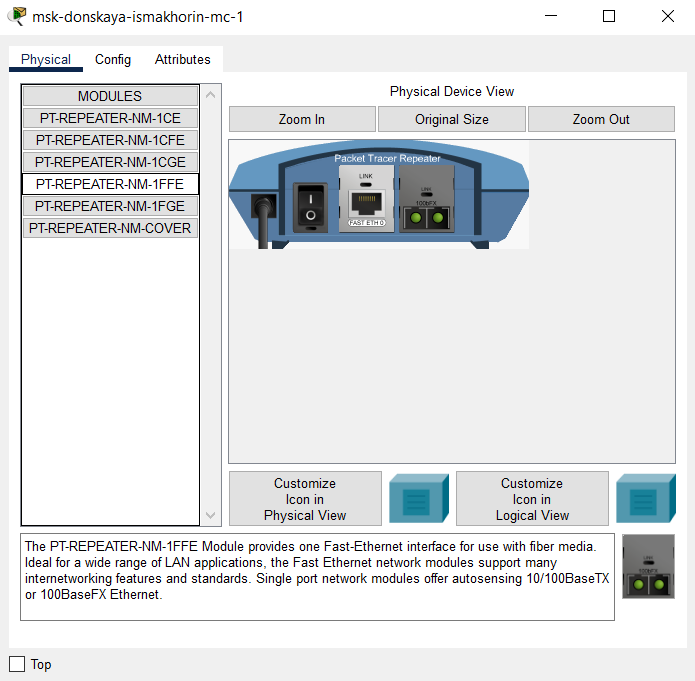 msk-donskaya-ismakhorin-mc-1
Physical Config Attributes
MODULES
PT-REPEATER-NM-1CE
PT-REPEATER-NM-1CFE
PT-REPEATER-NM-1CGE
PT-REPEATER-NM-1FFE
PT-REPEATER-NM-1FGE
PT-REPEATER-NM-COVER
Physical Device View
Zoom In Original Size Zoom Out
Packet Tracer Repeater
LINK
FAST ETH 0
LINK
100bFX
Customize
Icon in
Physical View
Customize
Icon in
Logical View
The PT-REPEATER-NM-1FFE Module provides one Fast-Ethernet interface for use with fiber media.
Ideal for a wide range of LAN applications, the Fast Ethernet network modules support many
internetworking features and standards. Single port network modules offer autosensing 10/100BaseTX
or 100BaseFX Ethernet.
LINK
100bFX
Top